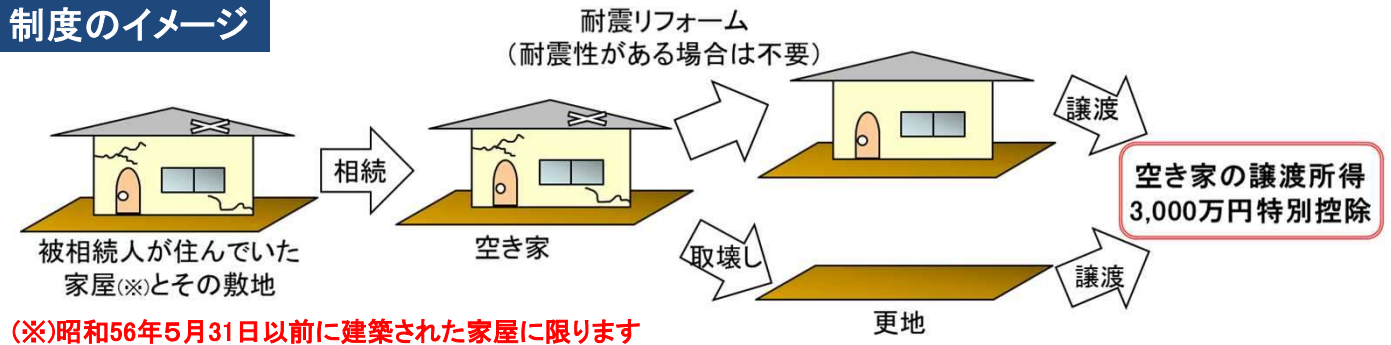 制度のイメージ
耐震リフォーム
（耐震性がある場合は不要）
相続
譲渡
空き家の譲渡所得
3,000万円特別控除
被相続人が住んでいた
家屋(※)とその敷地
空き家
取壊し
譲渡
更地
(※)昭和56年５月31日以前に建築された家屋に限ります